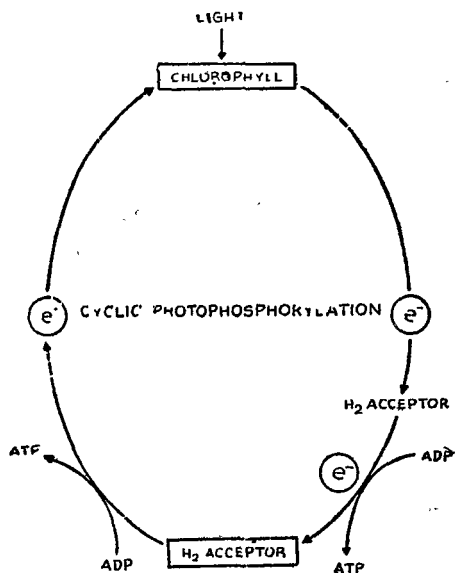 LIGHT
CHLOROPHYLL
e⁻ CYCLIC PHOTOPHOSPHORYLATION e⁻
H₂ ACCEPTOR
ATP e⁻ ADP
H₂ ACCEPTOR
ADP ATP